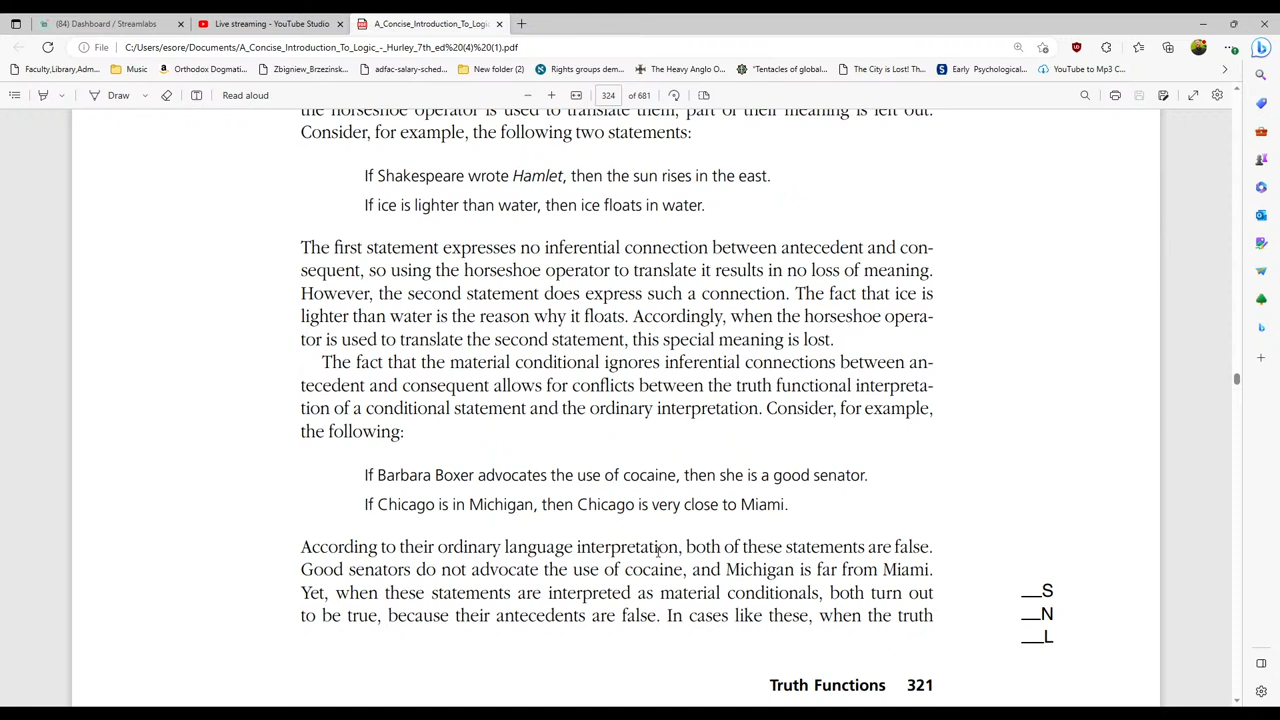 (84) Dashboard / Streamlabs
Live streaming - YouTube Studio
A_Concise_Introduction_To_Logic
File
C:/Users/esore/Documents/A_Concise_Introduction_To_Logic_-_Hurley_7th_ed%20(4)%20(1).pdf
Faculty,Library,Adm...
Music
Orthodox Dogmati...
Zbigniew_Brzezinsk...
adfac-salary-sched...
New folder (2)
Rights groups dem...
The Heavy Anglo O...
"Tentacles of global...
The City is Lost! Th...
Early Psychological...
YouTube to Mp3 C...
Draw
Read aloud
324 of 681
the horseshoe operator is used to translate them, part of their meaning is left out.
Consider, for example, the following two statements:
If Shakespeare wrote Hamlet, then the sun rises in the east.
If ice is lighter than water, then ice floats in water.
The first statement expresses no inferential connection between antecedent and con-
sequent, so using the horseshoe operator to translate it results in no loss of meaning.
However, the second statement does express such a connection. The fact that ice is
lighter than water is the reason why it floats. Accordingly, when the horseshoe opera-
tor is used to translate the second statement, this special meaning is lost.
The fact that the material conditional ignores inferential connections between an-
tecedent and consequent allows for conflicts between the truth functional interpreta-
tion of a conditional statement and the ordinary interpretation. Consider, for example,
the following:
If Barbara Boxer advocates the use of cocaine, then she is a good senator.
If Chicago is in Michigan, then Chicago is very close to Miami.
According to their ordinary language interpretation, both of these statements are false.
Good senators do not advocate the use of cocaine, and Michigan is far from Miami.
Yet, when these statements are interpreted as material conditionals, both turn out
to be true, because their antecedents are false. In cases like these, when the truth
__S
__N
__L
Truth Functions 321